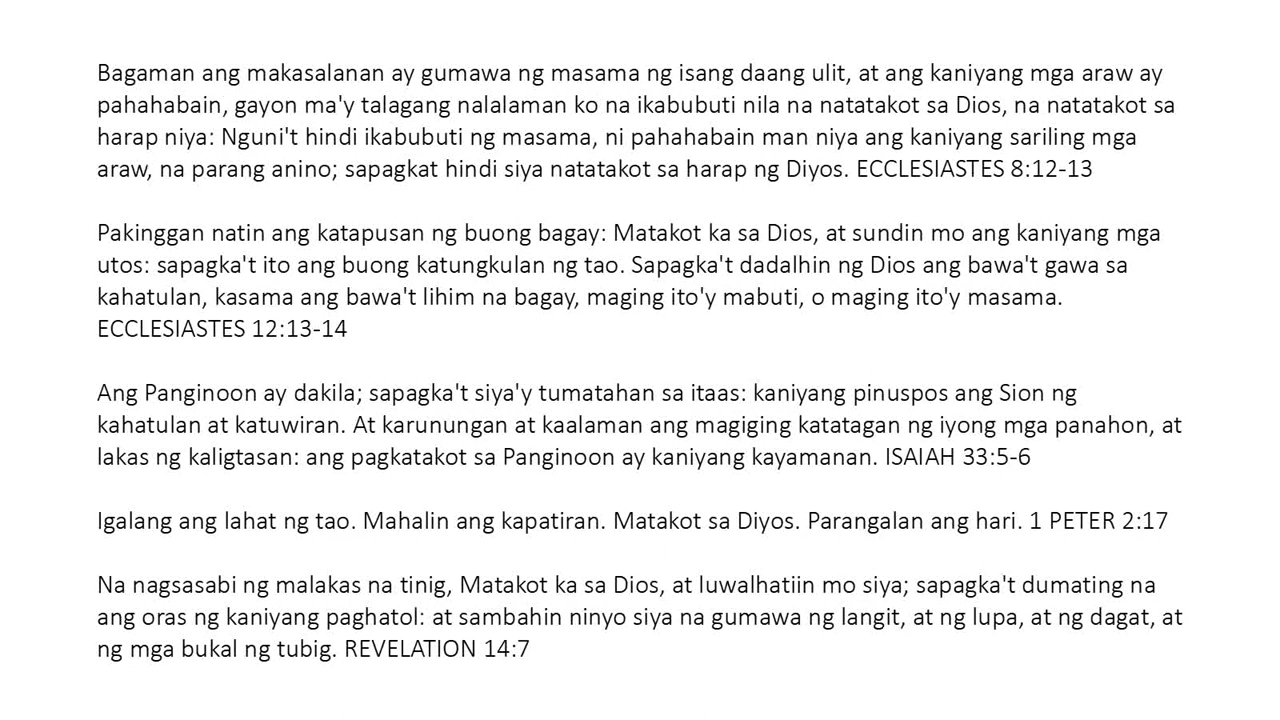 Bagaman ang makasalanan ay gumawa ng masama ng isang daang ulit, at ang kaniyang mga araw ay
pahahabain, gayon ma'y talagang nalalaman ko na ikabubuti nila na natatakot sa Dios, na natatakot sa
harap niya: Nguni't hindi ikabubuti ng masama, ni pahahabain man niya ang kaniyang sariling mga
araw, na parang anino; sapagkat hindi siya natatakot sa harap ng Diyos. ECCLESIASTES 8:12-13
Pakinggan natin ang katapusan ng buong bagay: Matakot ka sa Dios, at sundin mo ang kaniyang mga
utos: sapagka't ito ang buong katungkulan ng tao. Sapagka't dadalhin ng Dios ang bawa't gawa sa
kahatulan, kasama ang bawa't lihim na bagay, maging ito'y mabuti, o maging ito'y masama.
ECCLESIASTES 12:13-14
Ang Panginoon ay dakila; sapagka't siya'y tumatahan sa itaas: kaniyang pinuspos ang Sion ng
kahatulan at katuwiran. At karunungan at kaalaman ang magiging katatagan ng iyong mga panahon, at
lakas ng kaligtasan: ang pagkatakot sa Panginoon ay kaniyang kayamanan. ISAIAH 33:5-6
Igalang ang lahat ng tao. Mahalin ang kapatiran. Matakot sa Diyos. Parangalan ang hari. 1 PETER 2:17
Na nagsasabi ng malakas na tinig, Matakot ka sa Dios, at luwalhatiin mo siya; sapagka't dumating na
ang oras ng kaniyang paghatol: at sambahin ninyo siya na gumawa ng langit, at ng lupa, at ng dagat, at
ng mga bukal ng tubig. REVELATION 14:7